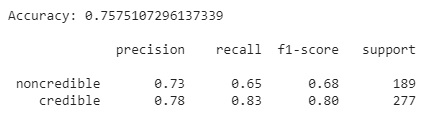 Accuracy: 0.7575107296137339
precision recall f1-score support
noncredible 0.73 0.65 0.68 189
credible 0.78 0.83 0.80 277